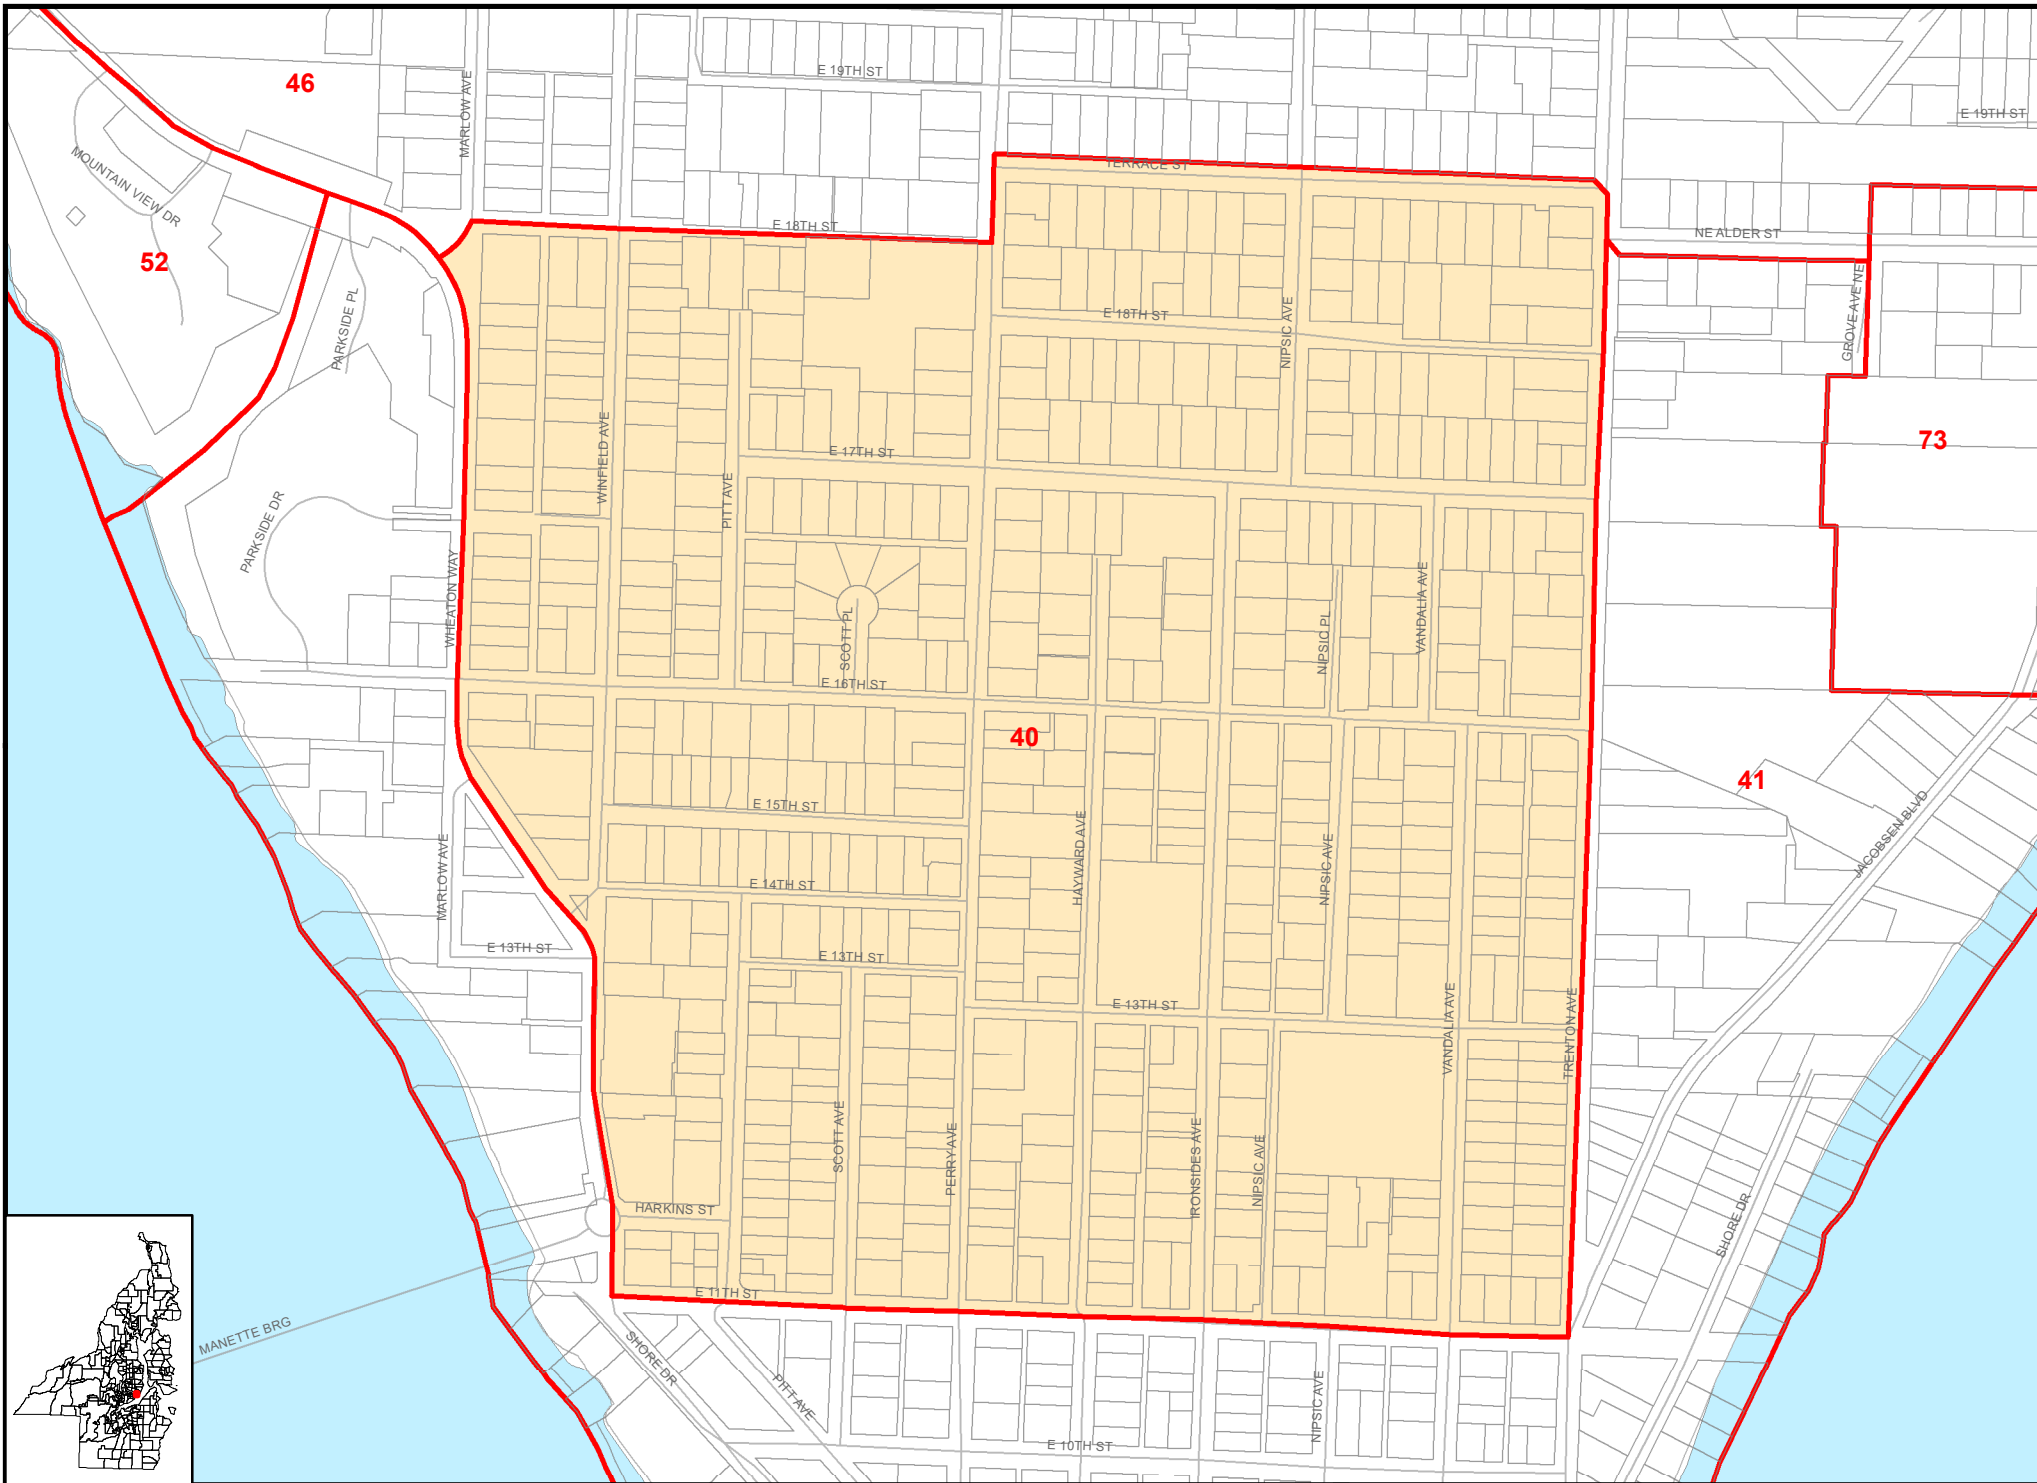 46
MARLOW AVE
E 19TH ST
E 19TH ST
MOUNTAIN VIEW DR
TERRACE ST
E 18TH ST
NE ALDER ST
52
PARKSIDE PL
E 18TH ST
NIPSIC AVE
GROVE AVE NE
WINFIELD AVE
E 17TH ST
73
PITT AVE
PARKSIDE DR
WHEATON WAY
SCOTT PL
NIPSIC PL
VANDALIA AVE
E 16TH ST
40
41
E 15TH ST
MARLOW AVE
HAYWARD AVE
NIPSIC AVE
JACOBSEN BLVD
E 14TH ST
E 13TH ST
E 13TH ST
E 13TH ST
VANDALIA AVE
TRENTON AVE
SCOTT AVE
PERRY AVE
IRONSIDES AVE
NIPSIC AVE
HARKINS ST
SHORE DR
E 11TH ST
MANETTE BRG
SHORE DR
PITT AVE
NIPSIC AVE
E 10TH ST